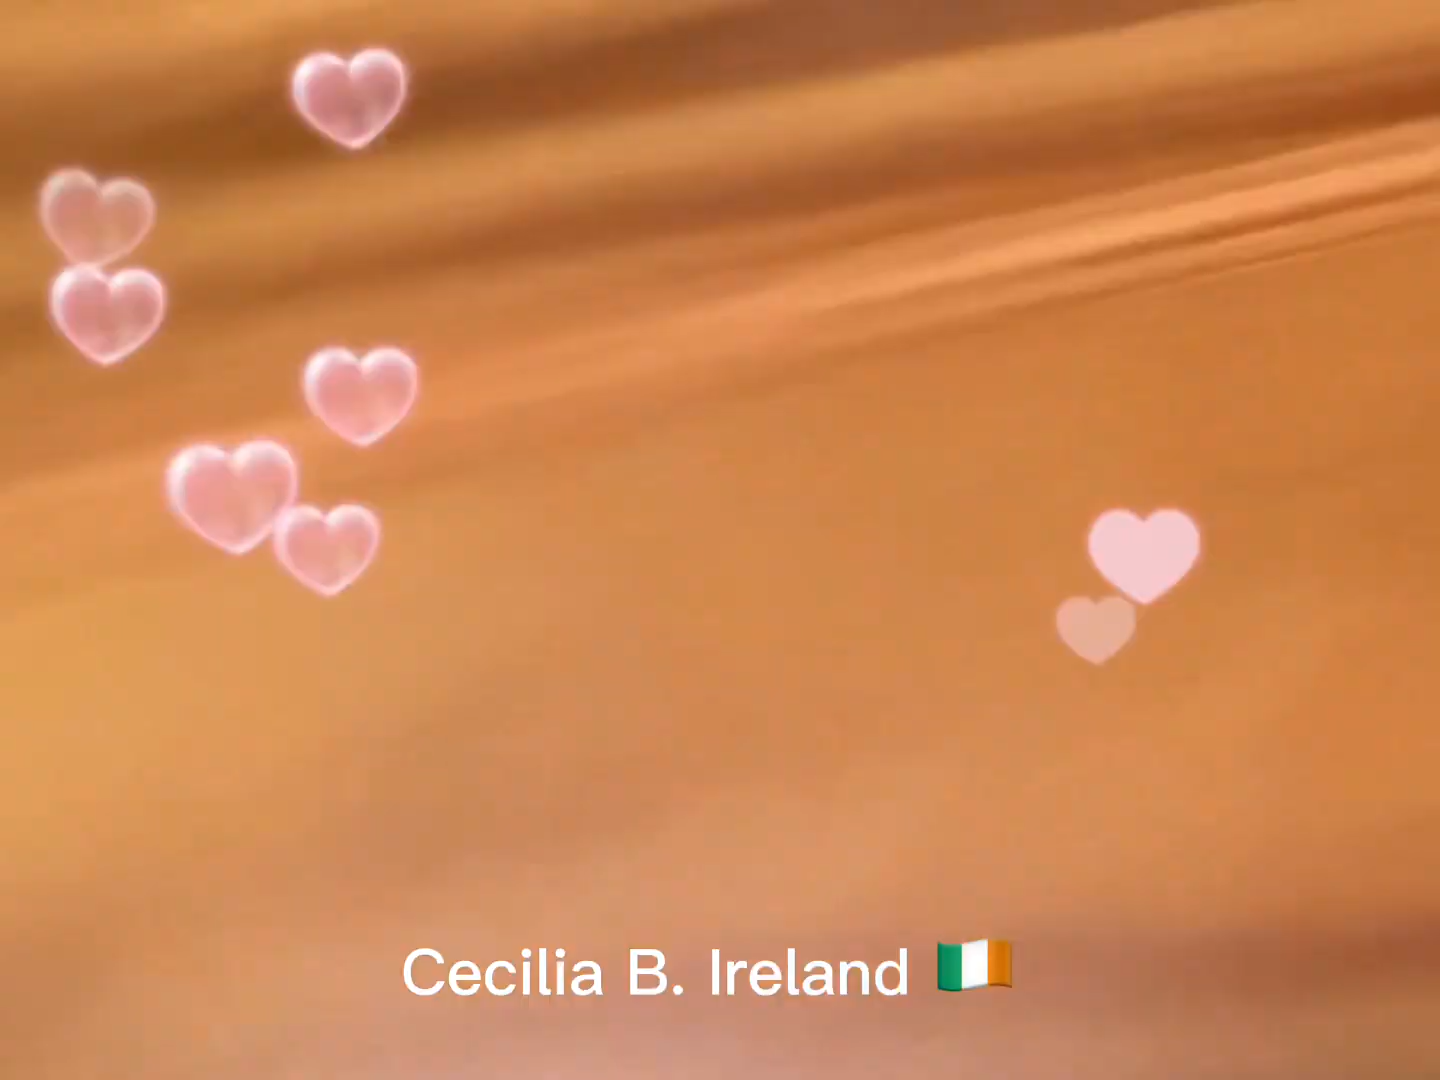 Cecilia B. Ireland 🇮🇪